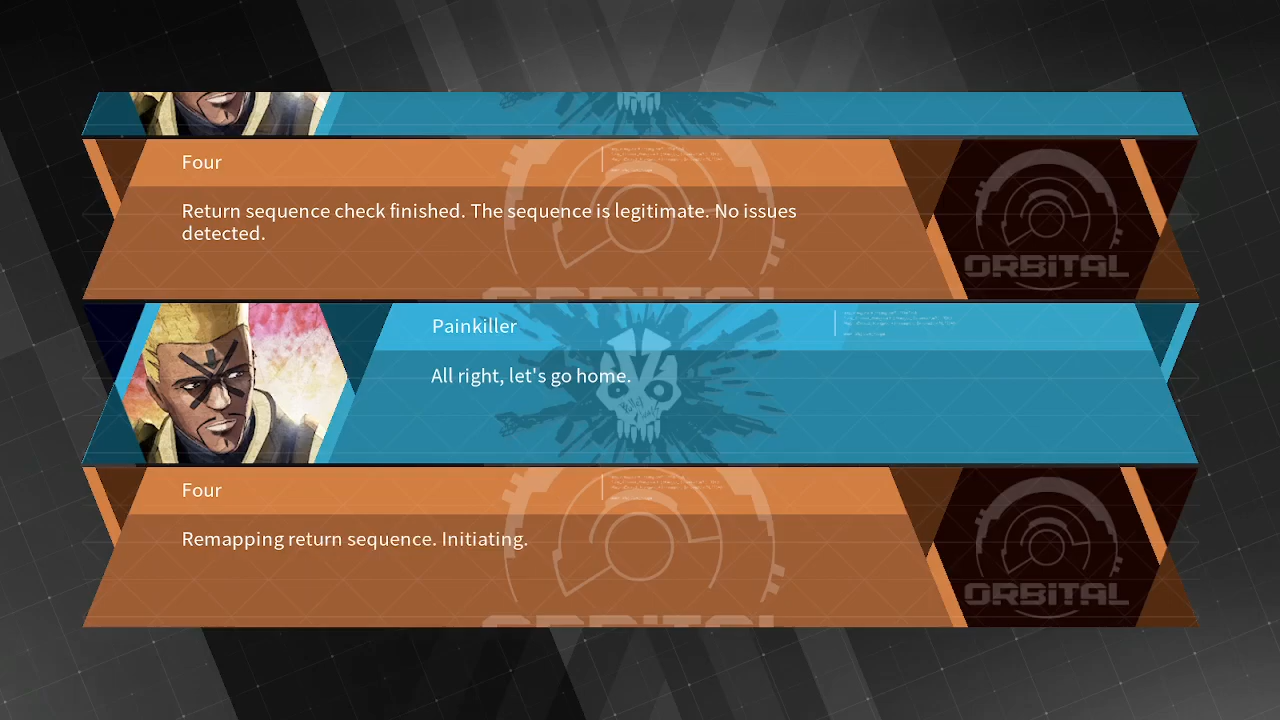 Four
Return sequence check finished. The sequence is legitimate. No issues
detected.
ORBITAL
Painkiller
All right, let's go home.
Four
Remapping return sequence. Initiating.
ORBITAL